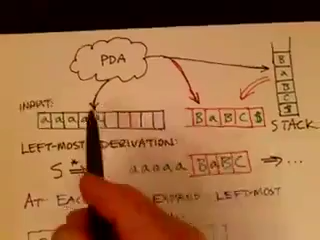 PDA
B
a
B
C
$
INPUT:
a a a a a
B a B C $
STACK
LEFT-MOST DERIVATION:
S *⇒ a a a a a B a B C → ...
AT EACH EXPAND LEFT-MOST